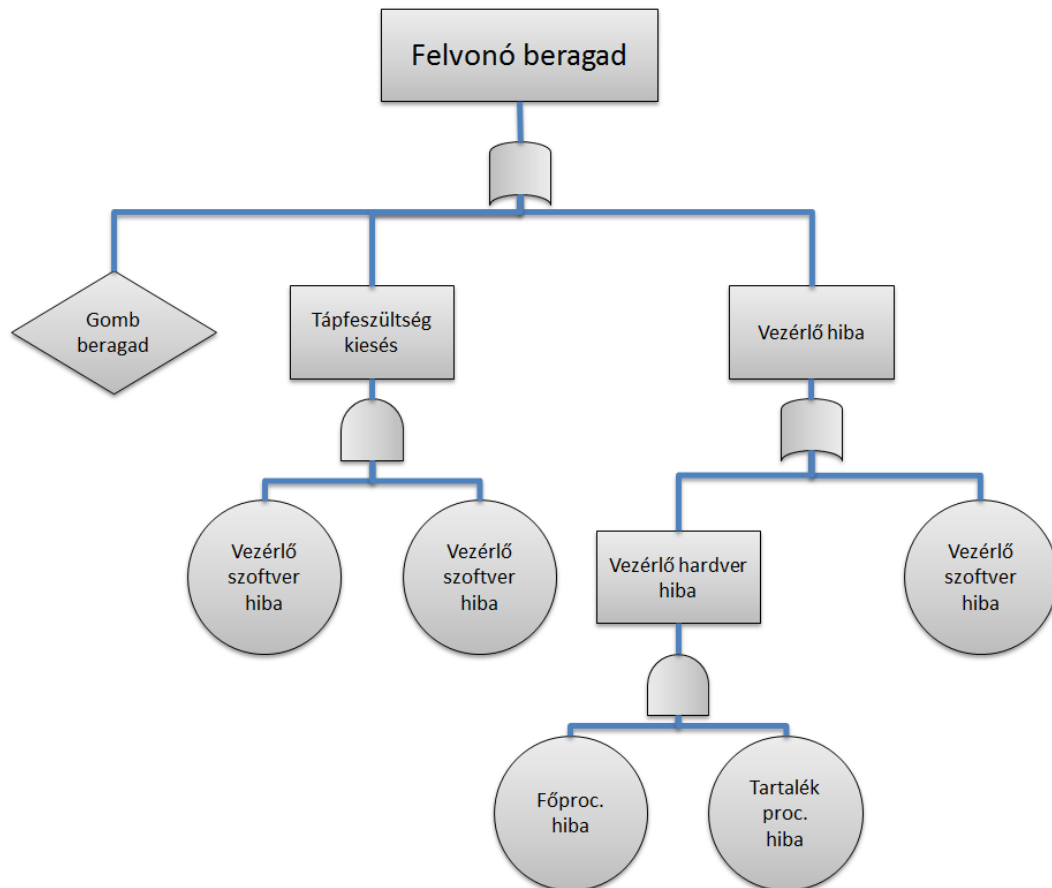 Felvonó beragad
Gomb
beragad
Tápfeszültség
kiesés
Vezérlő hiba
Vezérlő
szoftver
hiba
Vezérlő
szoftver
hiba
Vezérlő hardver
hiba
Vezérlő
szoftver
hiba
Főproc.
hiba
Tartalék
proc.
hiba